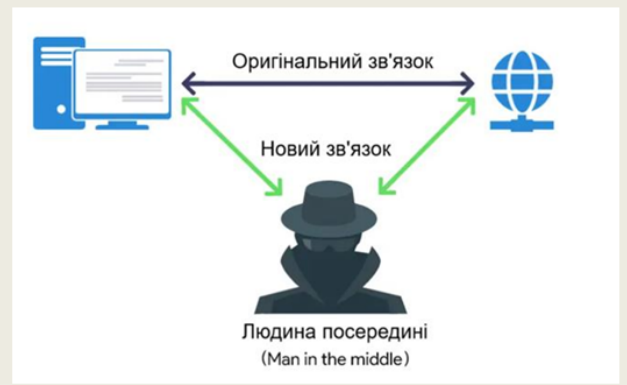 Оригінальний зв'язок
Новий зв'язок
Людина посередині
(Man in the middle)